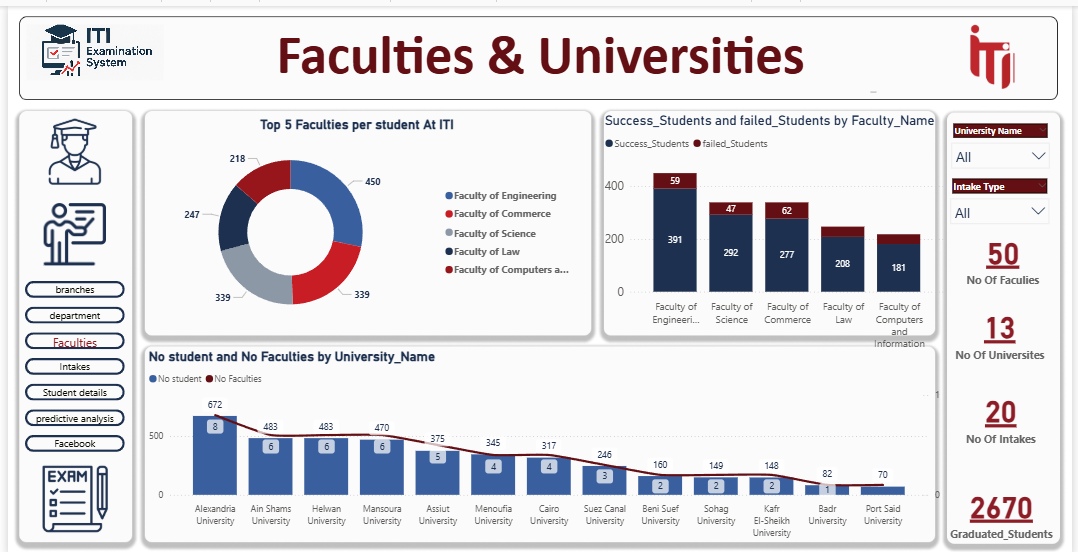 ITI
Examination
System
Faculties & Universities
iTi
branches
department
Faculties
Intakes
Student details
predictive analysis
Facebook
EXAM
Top 5 Faculties per student At ITI
218
450
247
339
339
Faculty of Engineering
Faculty of Commerce
Faculty of Science
Faculty of Law
Faculty of Computers a...
Success_Students and failed_Students by Faculty_Name
Success_Students failed_Students
400
200
0
59
391
47
292
62
277
208
181
Faculty of
Engineeri...
Faculty of
Science
Faculty of
Commerce
Faculty of
Law
Faculty of
Computers
and
Information
No student and No Faculties by University_Name
No student No Faculties
500
0
1
0
672
8
483
6
483
6
470
6
375
5
345
4
317
4
246
3
160
2
149
2
148
2
82
1
70
Alexandria
University
Ain Shams
University
Helwan
University
Mansoura
University
Assiut
University
Menoufia
University
Cairo
University
Suez Canal
University
Beni Suef
University
Sohag
University
Kafr
El-Sheikh
University
Badr
University
Port Said
University
University Name
All
Intake Type
All
50
No Of Faculies
13
No Of Universites
20
No Of Intakes
2670
Graduated_Students